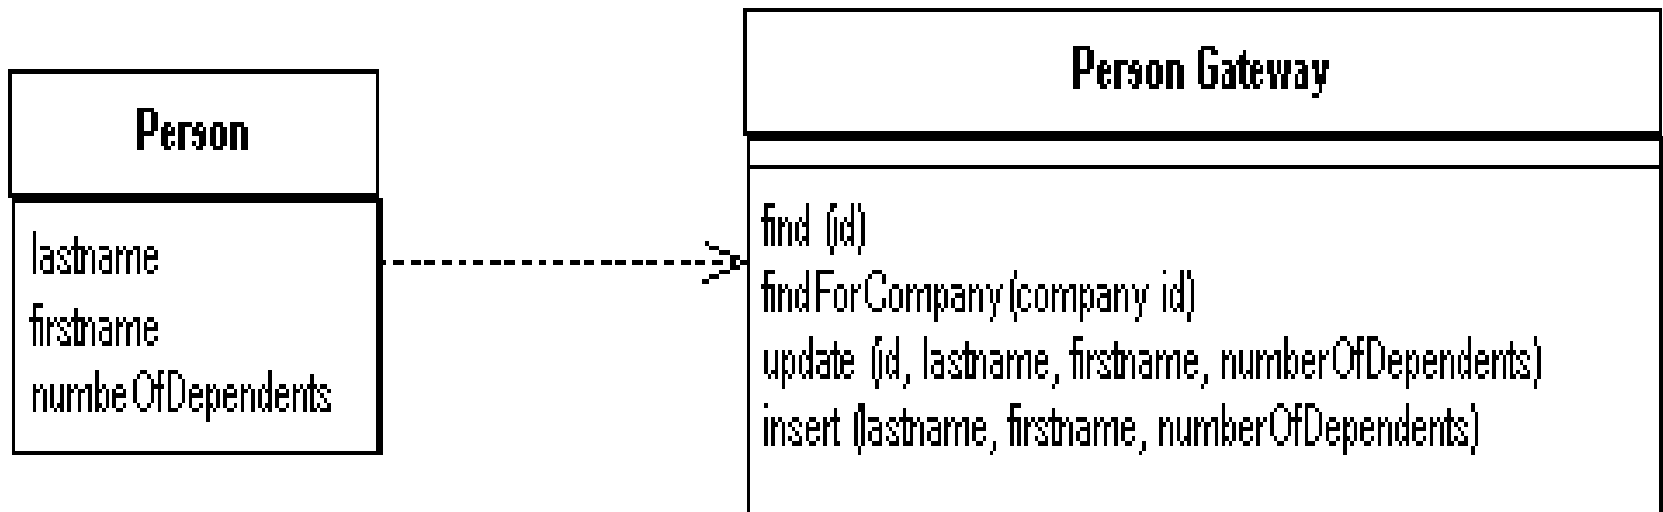 Person
lastname
firstname
numbeOfDependents
Person Gateway
find (id)
findForCompany(company id)
update (id, lastname, firstname, numberOfDependents)
insert (lastname, firstname, numberOfDependents)